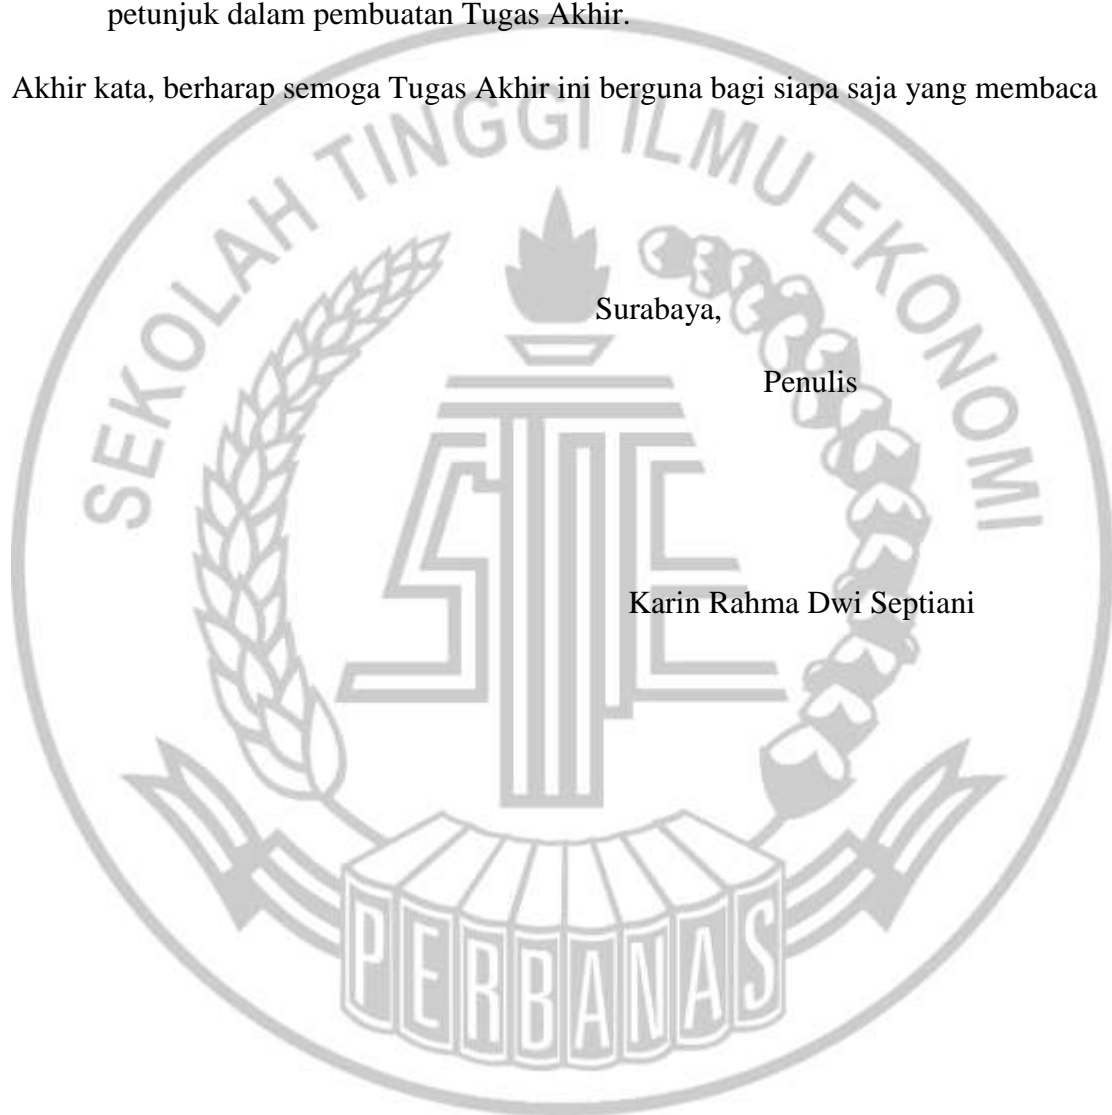 petunjuk dalam pembuatan Tugas Akhir.
Akhir kata, berharap semoga Tugas Akhir ini berguna bagi siapa saja yang membaca
SEKOLAH TINGGI ILMU EKONOMI
Surabaya,
Penulis
STIE
Karin Rahma Dwi Septiani
PERBANAS